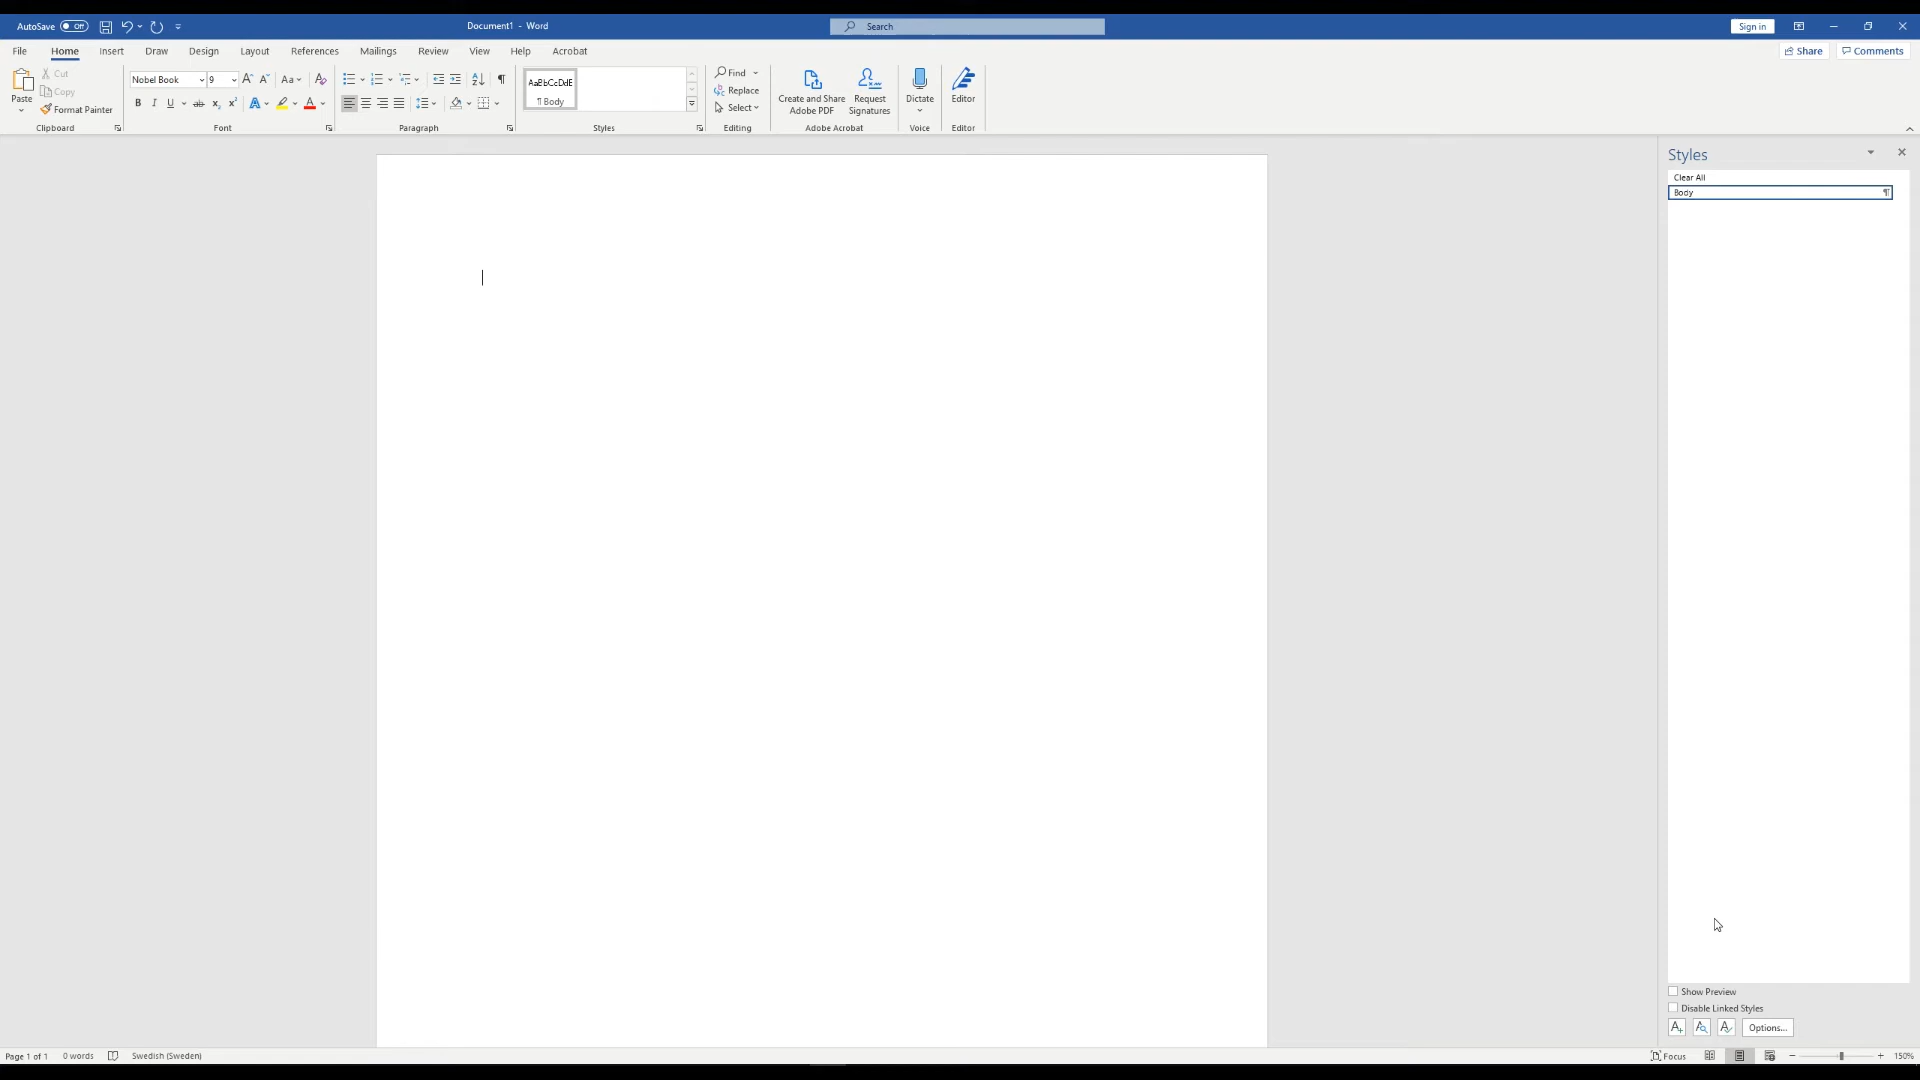 AutoSave Off Document1 - Word Search Sign in
File Home Insert Draw Design Layout References Mailings Review View Help Acrobat Share Comments
Paste
Cut
Copy
Format Painter
Clipboard
Nobel Book 9
Font
Paragraph
AaBbCcDdE
¶ Body
Styles
Find
Replace
Select
Editing
Create and Share
Adobe PDF
Request
Signatures
Adobe Acrobat
Dictate
Voice
Editor
Editor
Styles
Clear All
Body ¶
Show Preview
Disable Linked Styles
Options...
Page 1 of 1 0 words Swedish (Sweden) Focus 150%